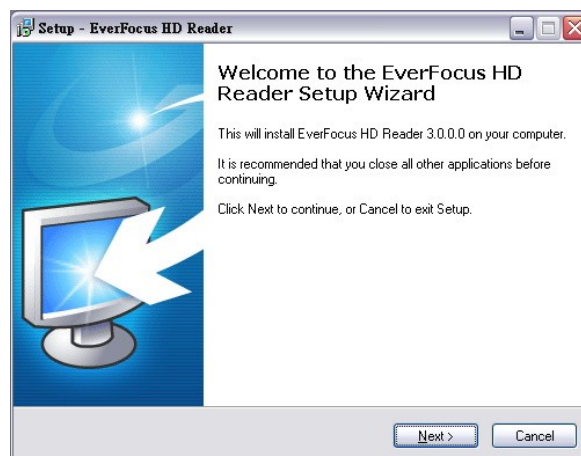 Setup - EverFocus HD Reader
Welcome to the EverFocus HD
Reader Setup Wizard
This will install EverFocus HD Reader 3.0.0.0 on your computer.
It is recommended that you close all other applications before
continuing.
Click Next to continue, or Cancel to exit Setup.
Next > Cancel